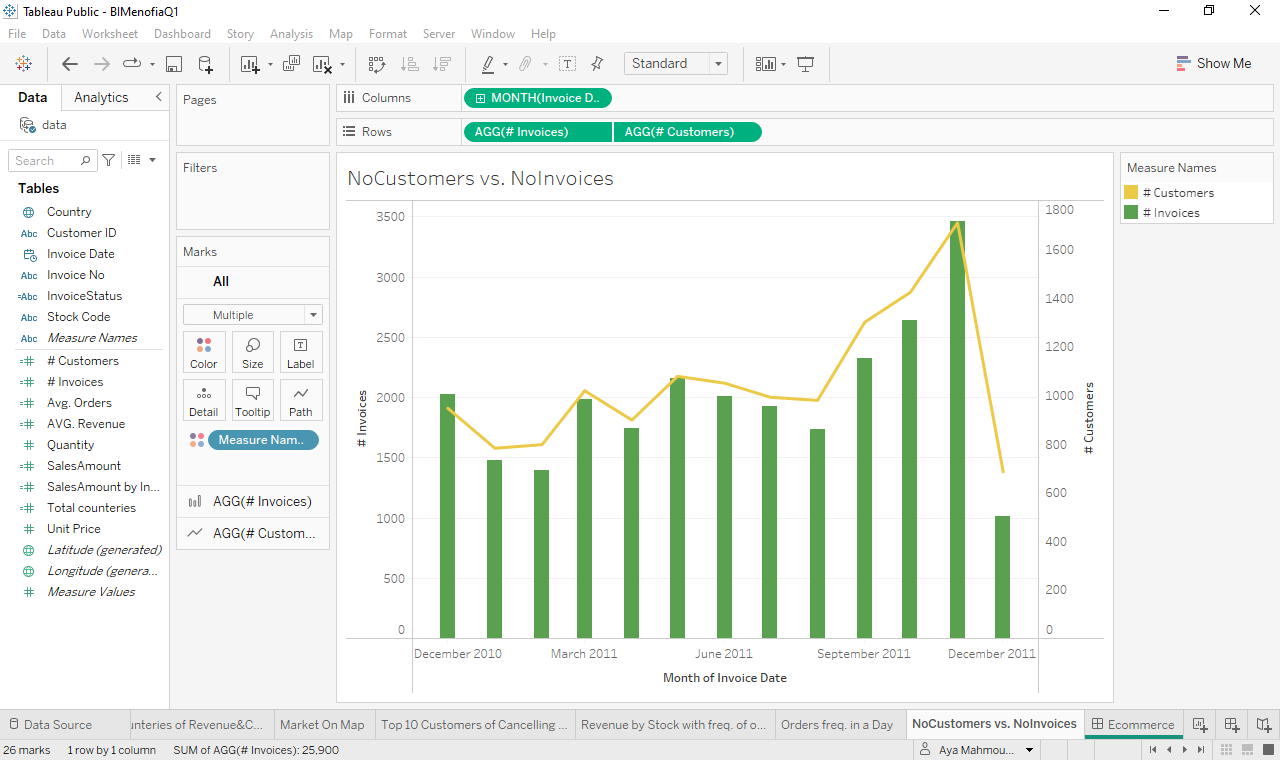 Tableau Public - BIMenofiaQ1
File Data Worksheet Dashboard Story Analysis Map Format Server Window Help
Standard
Show Me
Data Analytics
data
Search
Tables
Country
Abc Customer ID
Invoice Date
Abc Invoice No
=Abc InvoiceStatus
Abc Stock Code
Abc Measure Names
=# # Customers
=# # Invoices
=# Avg. Orders
=# AVG. Revenue
# Quantity
=# SalesAmount
=# SalesAmount by In...
=# Total counteries
# Unit Price
Latitude (generated)
Longitude (genera...
# Measure Values
Pages
Filters
Marks
All
Multiple
Color Size Label
Detail Tooltip Path
Measure Nam..
AGG(# Invoices)
AGG(# Custom...
Columns MONTH(Invoice D..
Rows AGG(# Invoices) AGG(# Customers)
NoCustomers vs. NoInvoices
3500
3000
2500
2000
1500
1000
500
0
# Invoices
1800
1600
1400
1200
1000
800
600
400
200
0
# Customers
December 2010 March 2011 June 2011 September 2011 December 2011
Month of Invoice Date
Measure Names
# Customers
# Invoices
Data Source unteries of Revenue&C... Market On Map Top 10 Customers of Cancelling ... Revenue by Stock with freq. of o... Orders freq. in a Day NoCustomers vs. NoInvoices Ecommerce
26 marks 1 row by 1 column SUM of AGG(# Invoices): 25,900 Aya Mahmou...